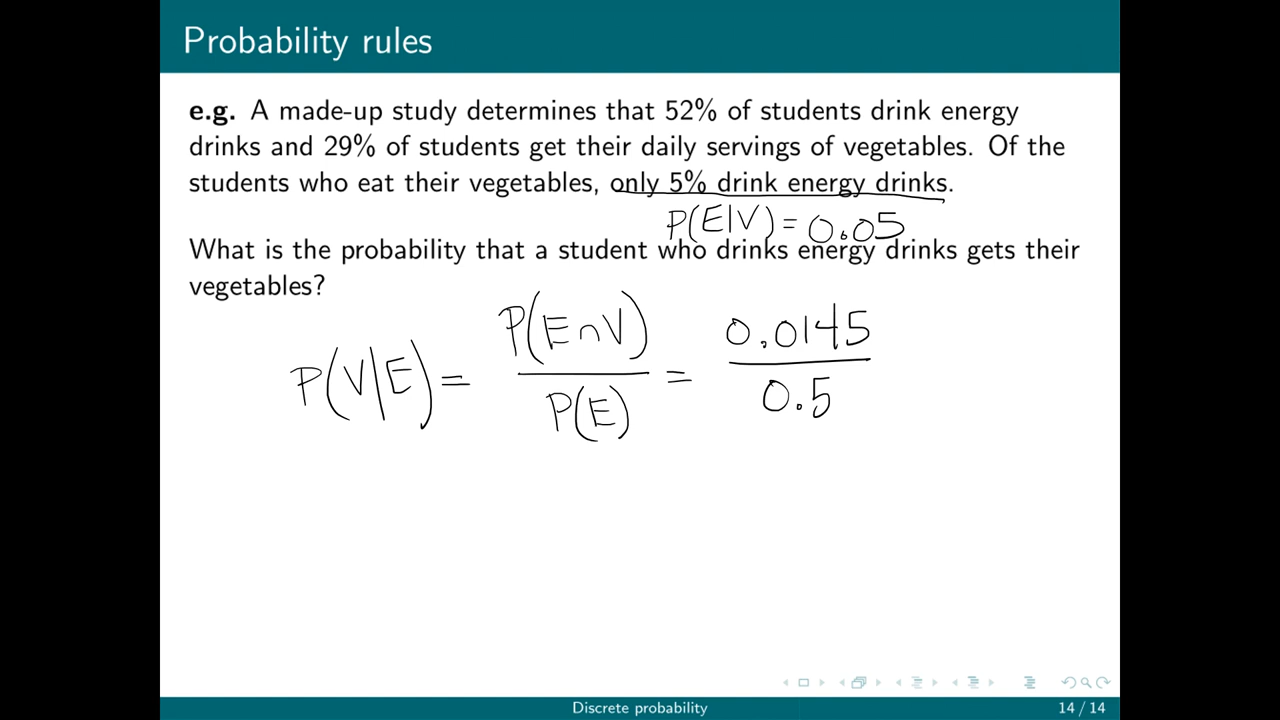 Probability rules
e.g. A made-up study determines that 52% of students drink energy
drinks and 29% of students get their daily servings of vegetables. Of the
students who eat their vegetables, only 5% drink energy drinks.
P(E|V) = 0.05
What is the probability that a student who drinks energy drinks gets their
vegetables?
P(V|E) = P(E∩V) / P(E) = 0.0145 / 0.5
Discrete probability
14 / 14